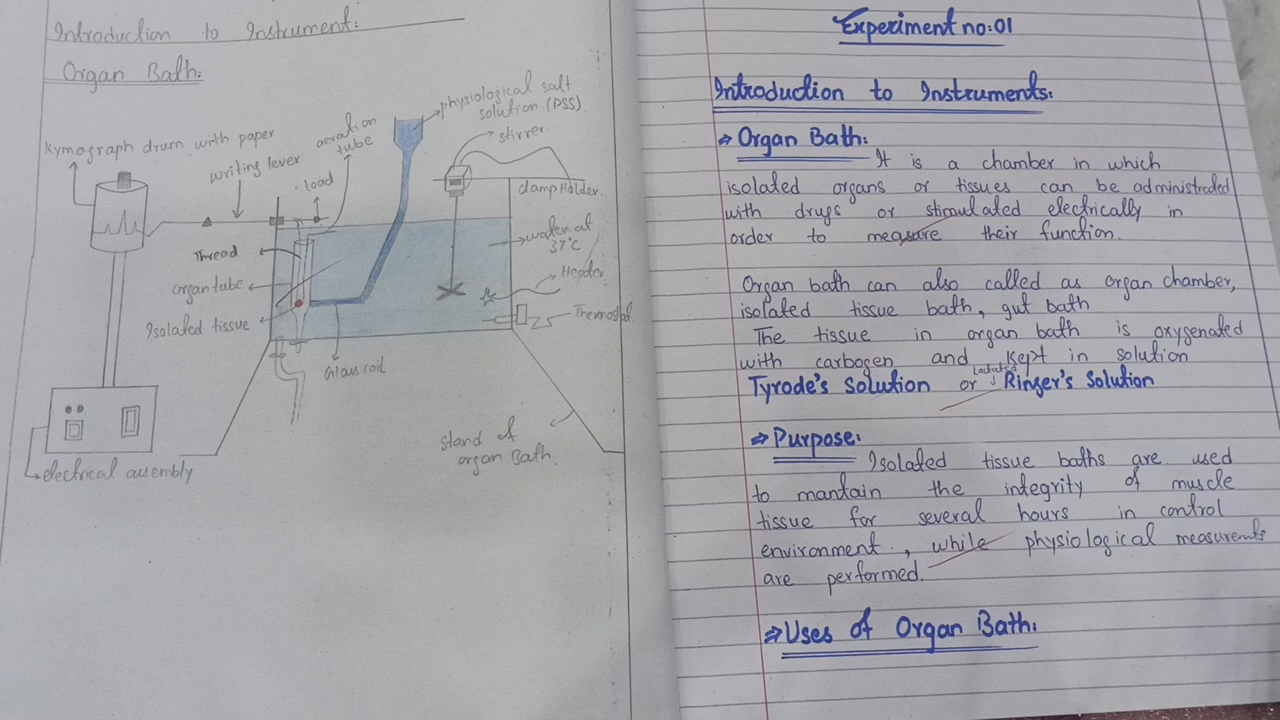 Introduction to Instrument:
Organ Bath:
physiological salt
solution (PSS)
stirrer
aeration
tube
Kymograph drum with paper
writing lever
load
clamp Holder
water at
37°C
Thread
Header
organ tube
Thermostat
Isolated tissue
Glass coil
Stand of
organ Bath.
electrical assembly
Experiment no:01
Introduction to Instruments:
⇒ Organ Bath:
It is a chamber in which
isolated organs or tissues can be administraded
with drugs or stimulated electrically in
order to measure their function.
Organ bath can also called as organ chamber,
isolated tissue bath, gut bath
The tissue in organ bath is oxygenated
with carbogen and kept in solution
Tyrode's Solution or lactated ↓ Ringer's Solution
⇒ Purpose:
Isolated tissue baths are used
to mantain the integrity of muscle
tissue for several hours in control
environment, while physiological measurements
are performed.
⇒ Uses of Organ Bath: